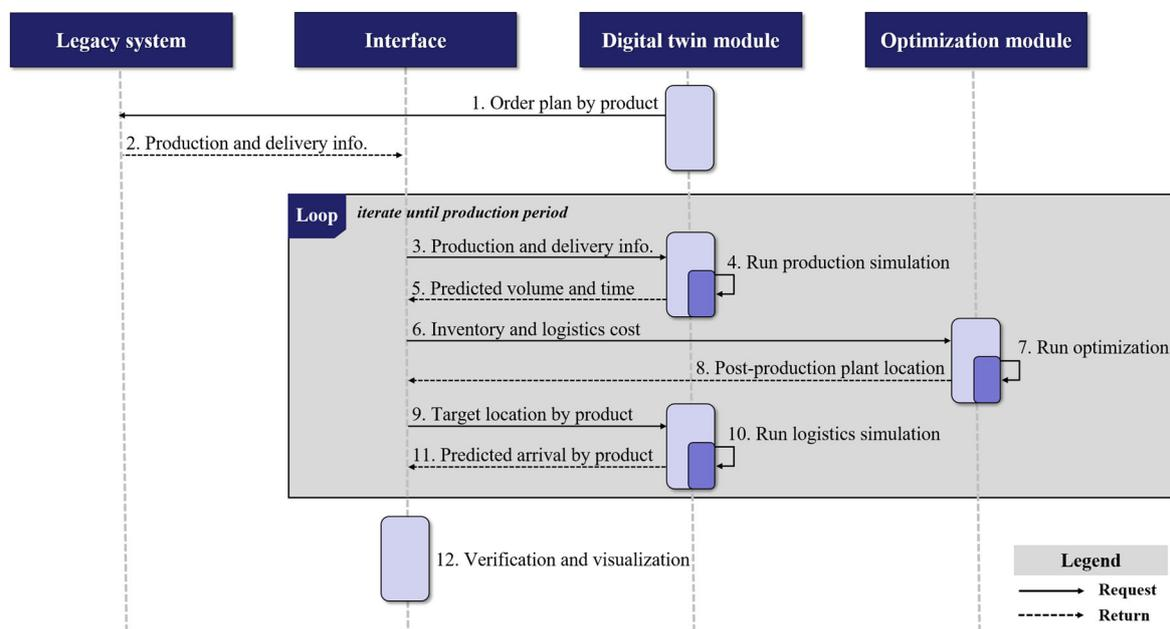 Legacy system
Interface
Digital twin module
Optimization module
1. Order plan by product
2. Production and delivery info.
Loop
iterate until production period
3. Production and delivery info.
4. Run production simulation
5. Predicted volume and time
6. Inventory and logistics cost
7. Run optimization
8. Post-production plant location
9. Target location by product
10. Run logistics simulation
11. Predicted arrival by product
12. Verification and visualization
Legend
Request
Return